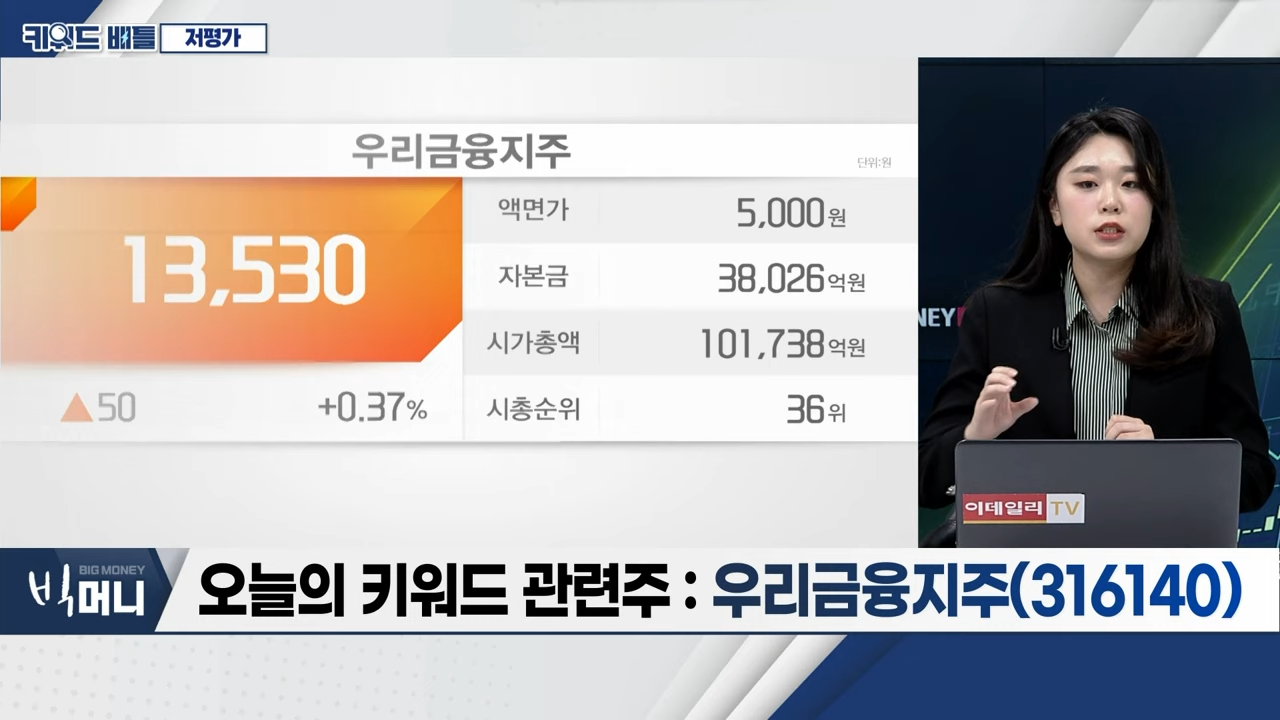 키워드 배틀 저평가
우리금융지주
단위:원
13,530
▲50 +0.37%
액면가 5,000원
자본금 38,026억원
시가총액 101,738억원
시총순위 36위
NEY
이데일리 TV
BIG MONEY
빅머니
오늘의 키워드 관련주 : 우리금융지주(316140)